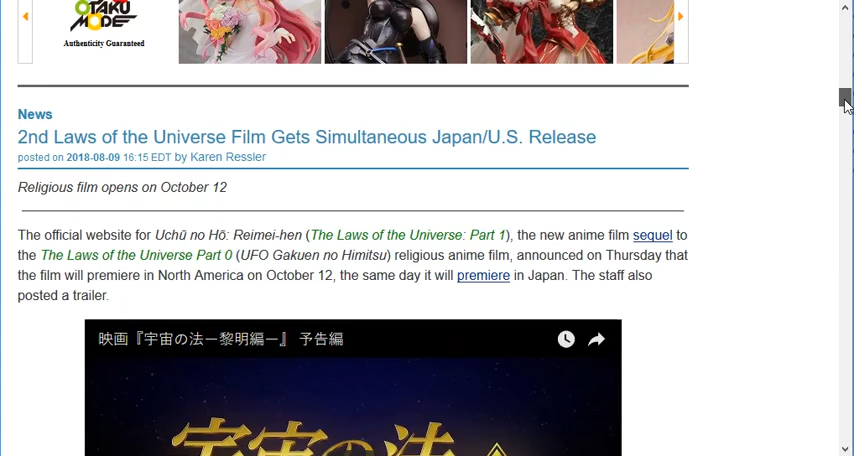 OTAKU
MODE
Authenticity Guaranteed
News
2nd Laws of the Universe Film Gets Simultaneous Japan/U.S. Release
posted on 2018-08-09 16:15 EDT by Karen Ressler
Religious film opens on October 12
The official website for Uchū no Hō: Reimei-hen (The Laws of the Universe: Part 1), the new anime film sequel to
the The Laws of the Universe Part 0 (UFO Gakuen no Himitsu) religious anime film, announced on Thursday that
the film will premiere in North America on October 12, the same day it will premiere in Japan. The staff also
posted a trailer.
映画『宇宙の法ー黎明編ー』 予告編
宇宙の法